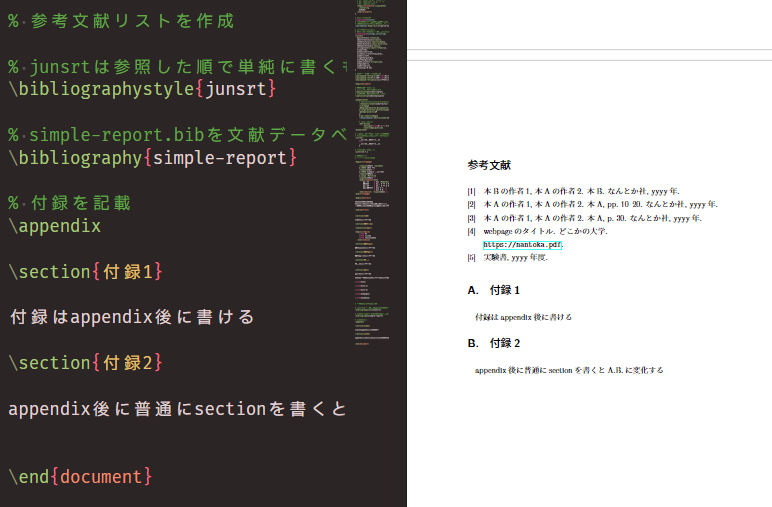 % 参考文献リストを作成
% junsrtは参照した順で単純に書く
\bibliographystyle{junsrt}
% simple-report.bibを文献データベ
\bibliography{simple-report}
% 付録を記載
\appendix
\section{付録1}
付録はappendix後に書ける
\section{付録2}
appendix後に普通にsectionを書くと
\end{document}
参考文献
[1] 本 B の作者 1, 本 A の作者 2. 本 B. なんとか社, yyyy 年.
[2] 本 A の作者 1, 本 A の作者 2. 本 A, pp. 10–20. なんとか社, yyyy 年.
[3] 本 A の作者 1, 本 A の作者 2. 本 A, p. 30. なんとか社, yyyy 年.
[4] webpage のタイトル. どこかの大学.
https://nantoka.pdf.
[5] 実験書, yyyy 年度.
A. 付録 1
付録は appendix 後に書ける
B. 付録 2
appendix 後に普通に section を書くと A.B. に変化する